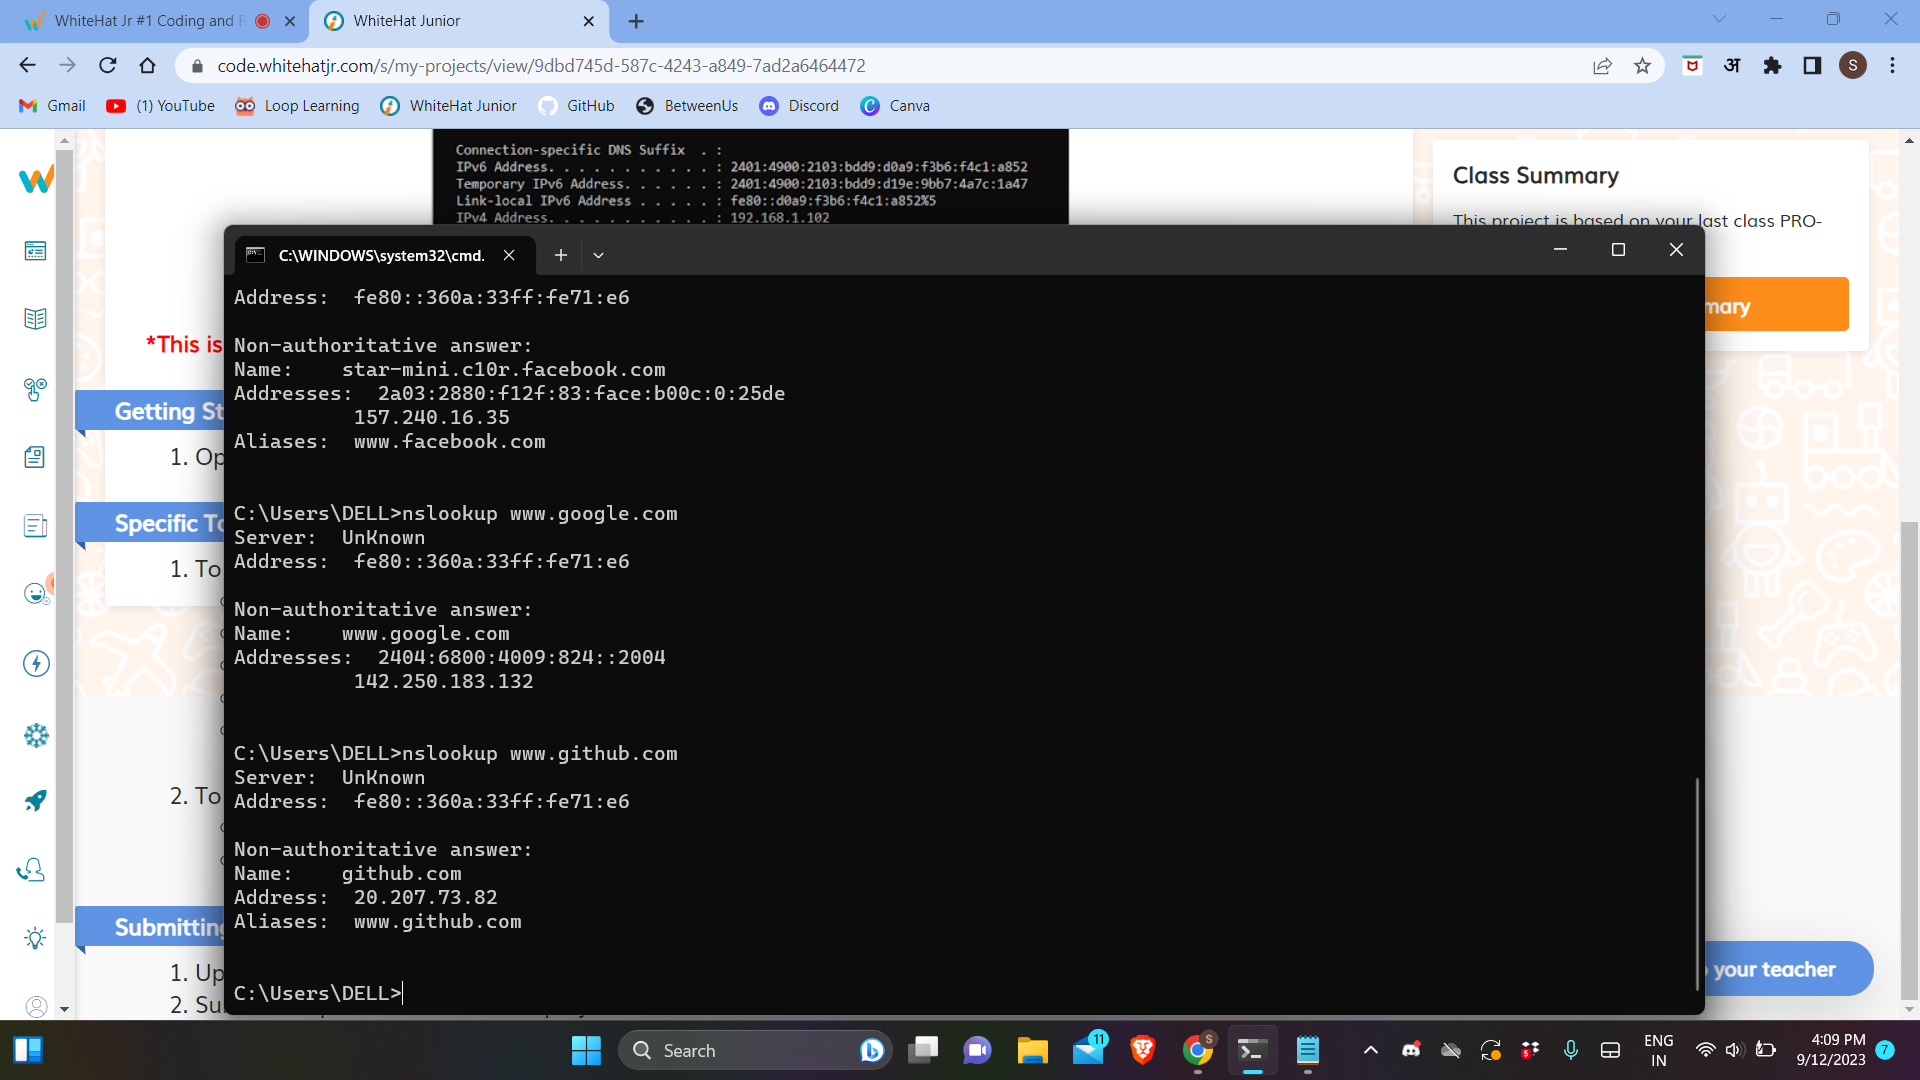 WhiteHat Jr #1 Coding and R
WhiteHat Junior
code.whitehatjr.com/s/my-projects/view/9dbd745d-587c-4243-a849-7ad2a6464472
अ
S
Gmail
(1) YouTube
Loop Learning
WhiteHat Junior
GitHub
BetweenUs
Discord
Canva
Connection-specific DNS Suffix  . :
IPv6 Address. . . . . . . . . . . : 2401:4900:2103:bdd9:d0a9:f3b6:f4c1:a852
Temporary IPv6 Address. . . . . . : 2401:4900:2103:bdd9:d19e:9bb7:4a7c:1a47
Link-local IPv6 Address . . . . . : fe80::d0a9:f3b6:f4c1:a852%5
IPv4 Address. . . . . . . . . . . : 192.168.1.102
Class Summary
This project is based on your last class PRO-
mary
*This is
Getting St
1. Op
Specific To
1. To
2. To
Submitting
1. Up
2. Su
your teacher
C:\WINDOWS\system32\cmd.
Address:  fe80::360a:33ff:fe71:e6
Non-authoritative answer:
Name:    star-mini.c10r.facebook.com
Addresses:  2a03:2880:f12f:83:face:b00c:0:25de
157.240.16.35
Aliases:  www.facebook.com
C:\Users\DELL>nslookup www.google.com
Server:  UnKnown
Address:  fe80::360a:33ff:fe71:e6
Non-authoritative answer:
Name:    www.google.com
Addresses:  2404:6800:4009:824::2004
142.250.183.132
C:\Users\DELL>nslookup www.github.com
Server:  UnKnown
Address:  fe80::360a:33ff:fe71:e6
Non-authoritative answer:
Name:    github.com
Address:  20.207.73.82
Aliases:  www.github.com
C:\Users\DELL>
Search
11
S
5
ENG
IN
4:09 PM
9/12/2023
7